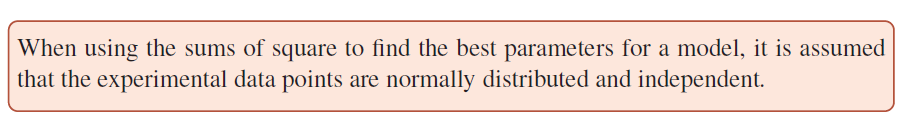 When using the sums of square to find the best parameters for a model, it is assumed
that the experimental data points are normally distributed and independent.